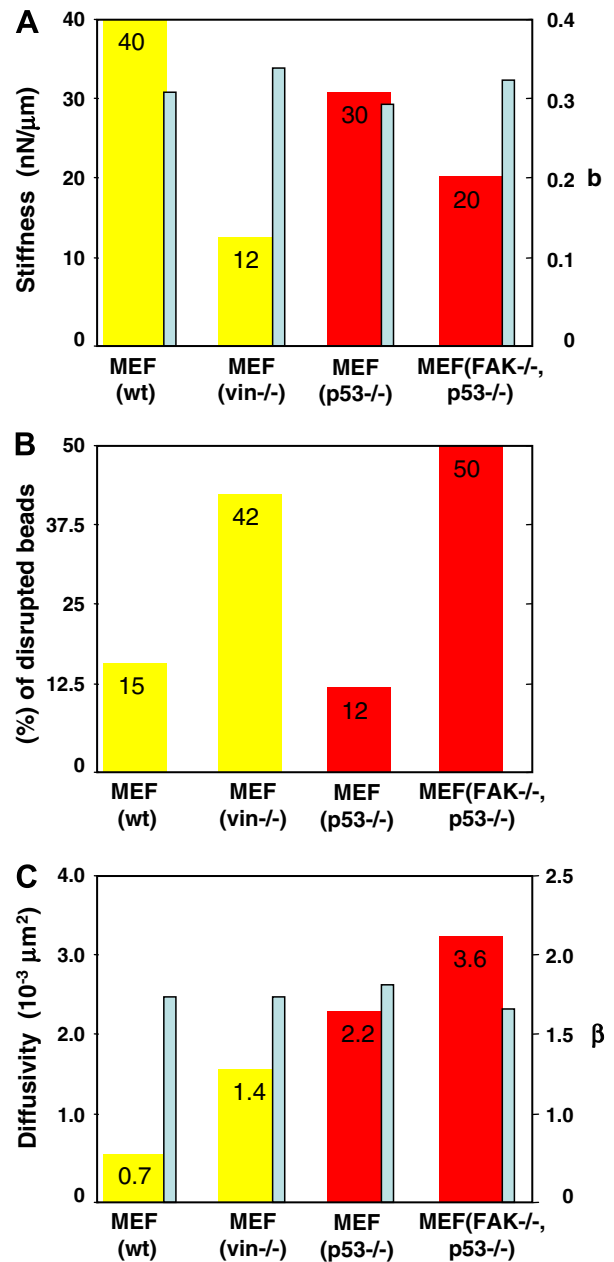 A
Stiffness (nN/μm)
40
30
20
10
0
40
12
30
20
0.4
0.3
0.2
0.1
0
b
MEF
(wt)
MEF
(vin-/-)
MEF
(p53-/-)
MEF(FAK-/-,
p53-/-)
B
(%) of disrupted beads
50
37.5
25
12.5
0
15
42
12
50
MEF
(wt)
MEF
(vin-/-)
MEF
(p53-/-)
MEF(FAK-/-,
p53-/-)
C
Diffusivity (10⁻³ μm²)
4.0
3.0
2.0
1.0
0
0.7
1.4
2.2
3.6
2.5
2.0
1.5
1.0
0
β
MEF
(wt)
MEF
(vin-/-)
MEF
(p53-/-)
MEF(FAK-/-,
p53-/-)